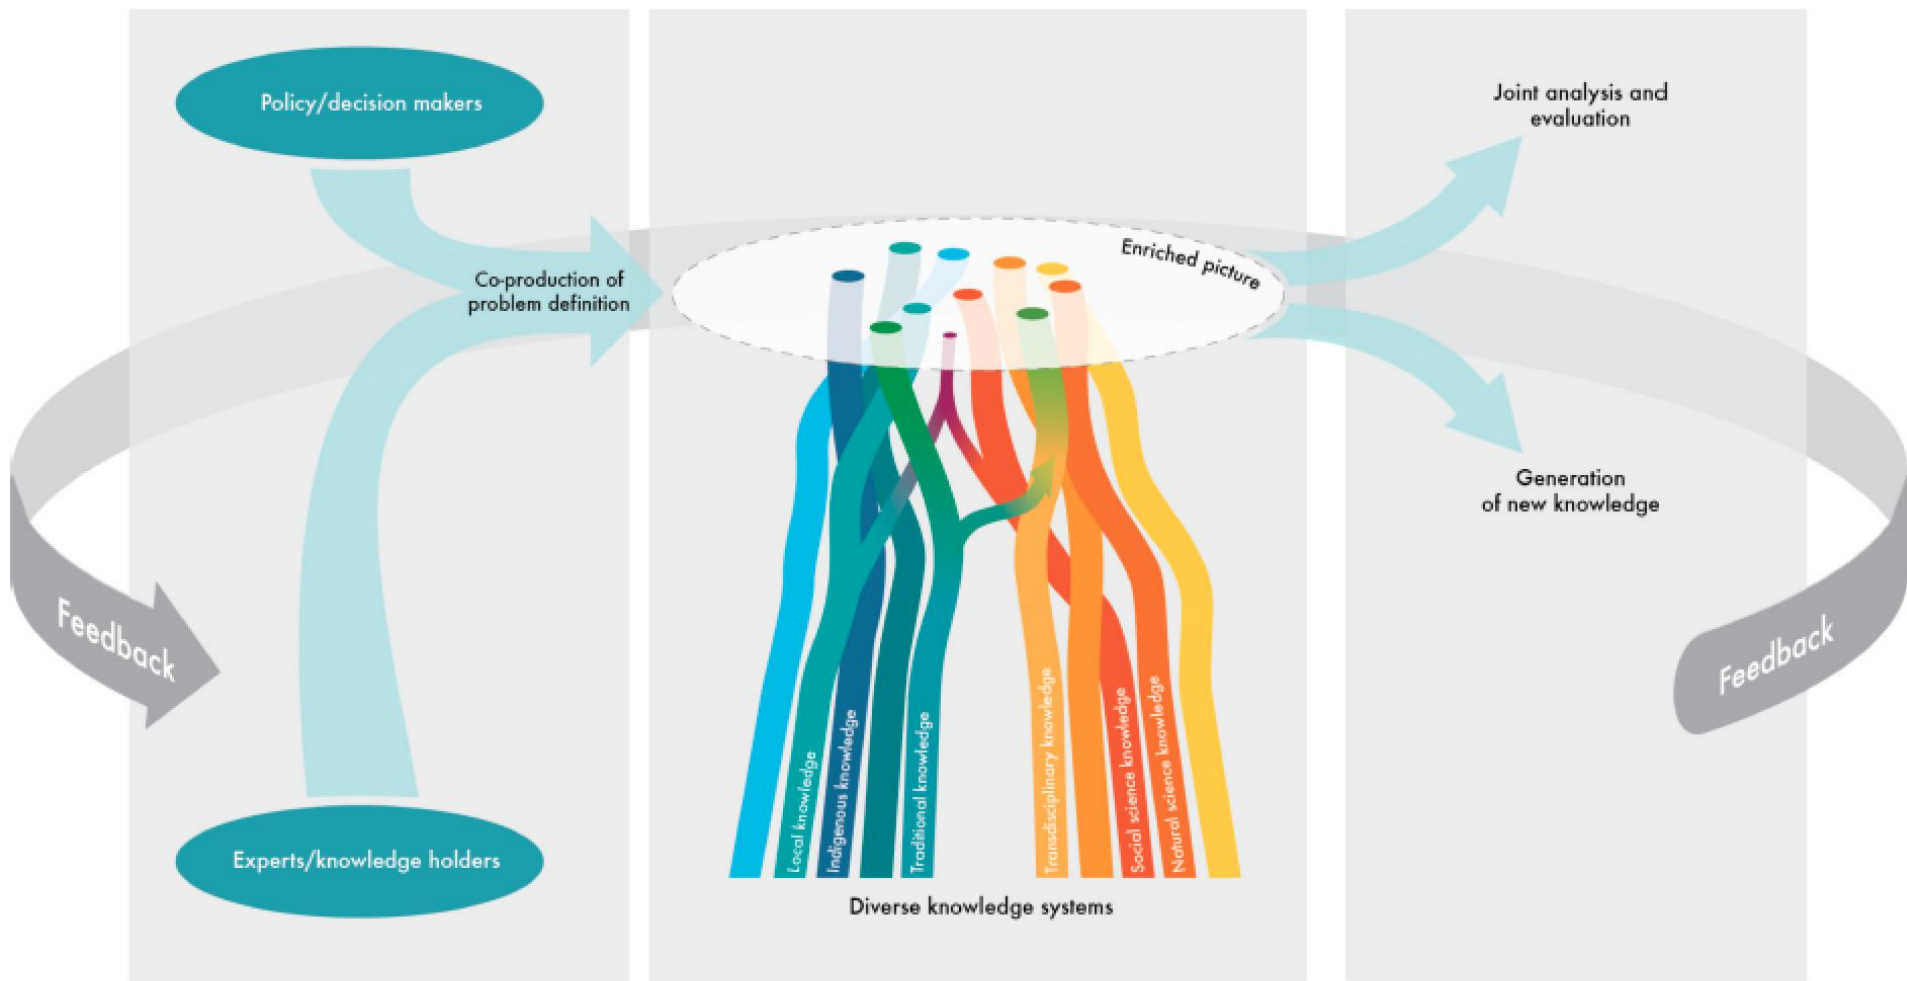 Policy/decision makers
Co-production of
problem definition
Experts/knowledge holders
Feedback
Enriched picture
Local knowledge
Indigenous knowledge
Traditional knowledge
Transdisciplinary knowledge
Social science knowledge
Natural science knowledge
Diverse knowledge systems
Joint analysis and
evaluation
Generation
of new knowledge
Feedback